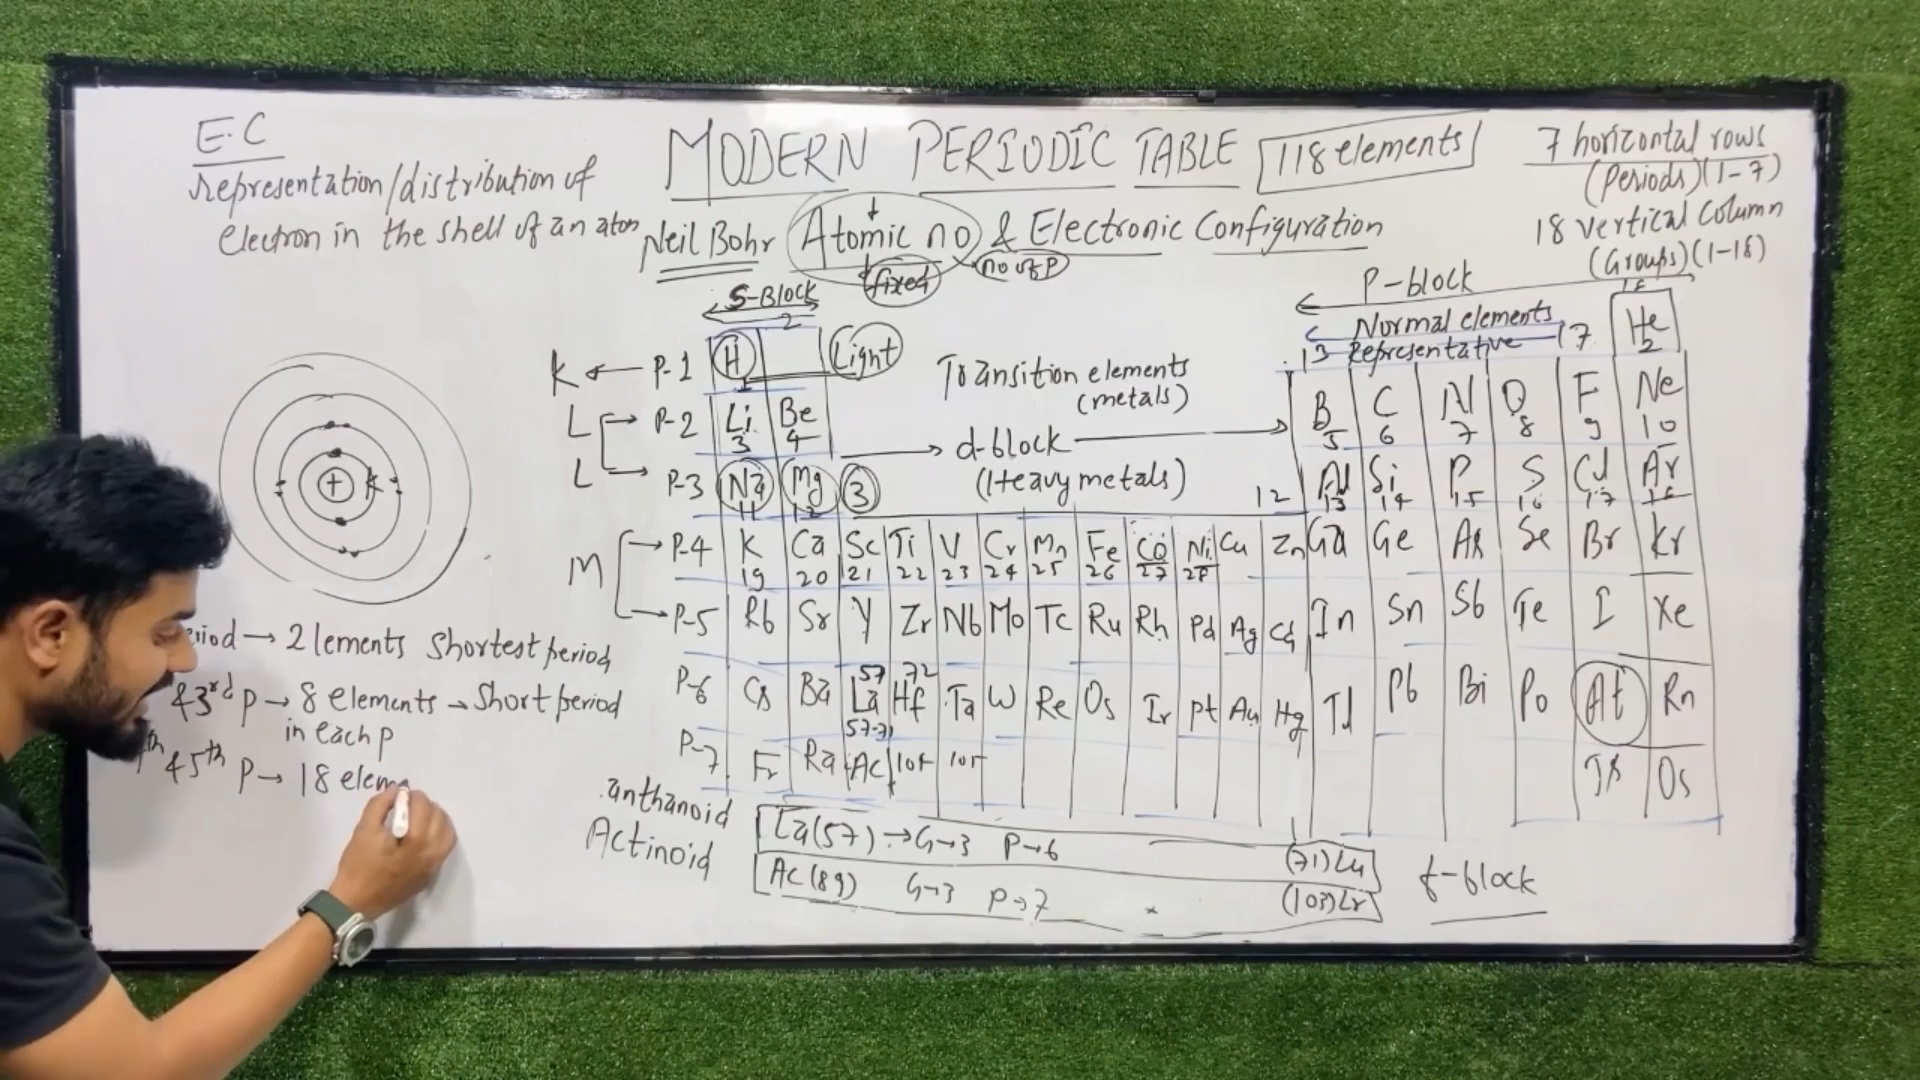 E.C
representation/distribution of
electron in the shell of an atom
MODERN PERIODIC TABLE 118 elements
7 horizontal rows
(Periods)(1-7)
18 vertical Column
(Groups)(1-18)
Neil Bohr Atomic no & Electronic Configuration
fixed no of P
S-Block
2
P-block
Normal elements
13 Representative 17
18
He
2
K ← P-1 H Light
1
Transition elements
(metals)
L → P-2 Li Be B C N O F Ne
3 4 5 6 7 8 9 10
→ d-block →
(Heavy metals)
L → P-3 Na Mg 3 12 Al Si P S Cl Ar
11 12 13 14 15 16 17 18
M → P-4 K Ca Sc Ti V Cr Mn Fe Co Ni Cu Zn Ga Ge As Se Br Kr
19 20 21 22 23 24 25 26 27 28
→ P-5 Rb Sr Y Zr Nb Mo Tc Ru Rh Pd Ag Cd In Sn Sb Te I Xe
57 72
P-6 Cs Ba La Hf Ta W Re Os Ir Pt Au Hg Tl Pb Bi Po At Rn
57-71
P-7 Fr Ra Ac 104 105 Ts Os
+ K
eriod → 2 lements Shortest period
&3rd P → 8 elements → Short period
in each P
th &5th P → 18 elem
anthanoid
Actinoid
La(57) → G→3 P→6 (71)Lu
Ac(89) G→3 P→7 (103)Lr
f-block